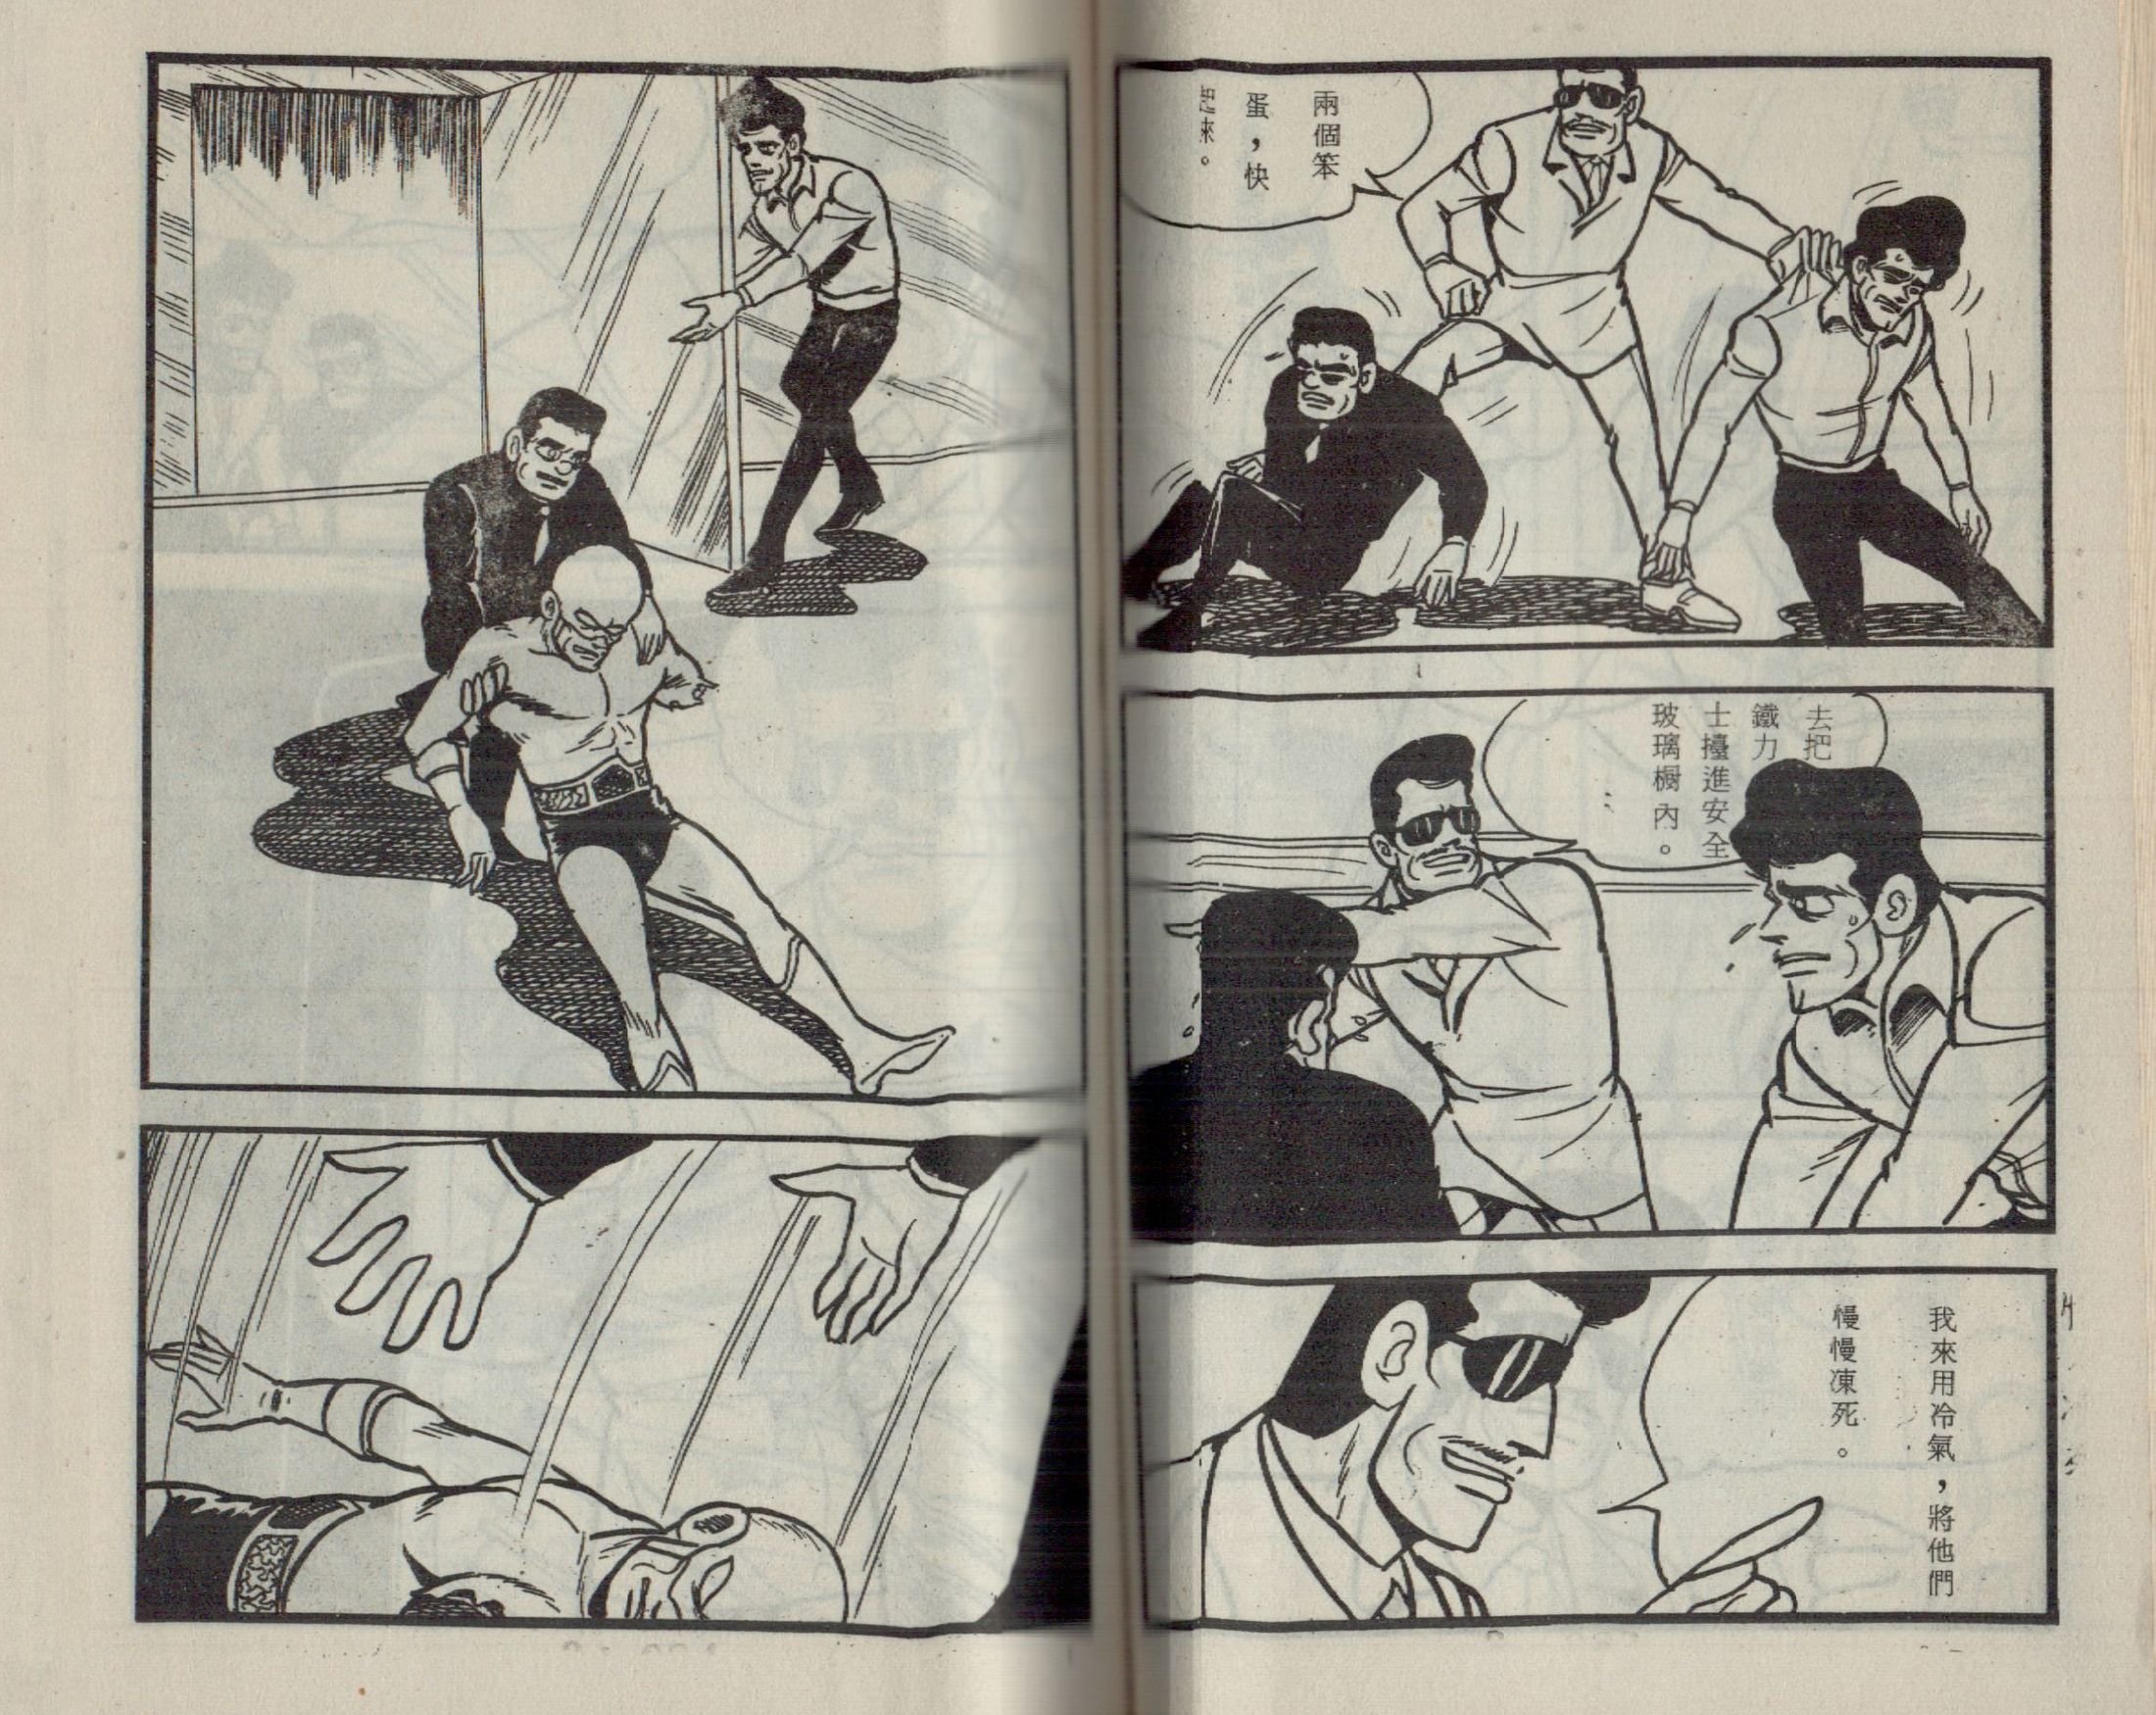 兩個笨
蛋，快
起來。
去把
鐵力
士擡進安全
玻璃櫥內。
我來用冷氣，將他們
慢慢凍死。